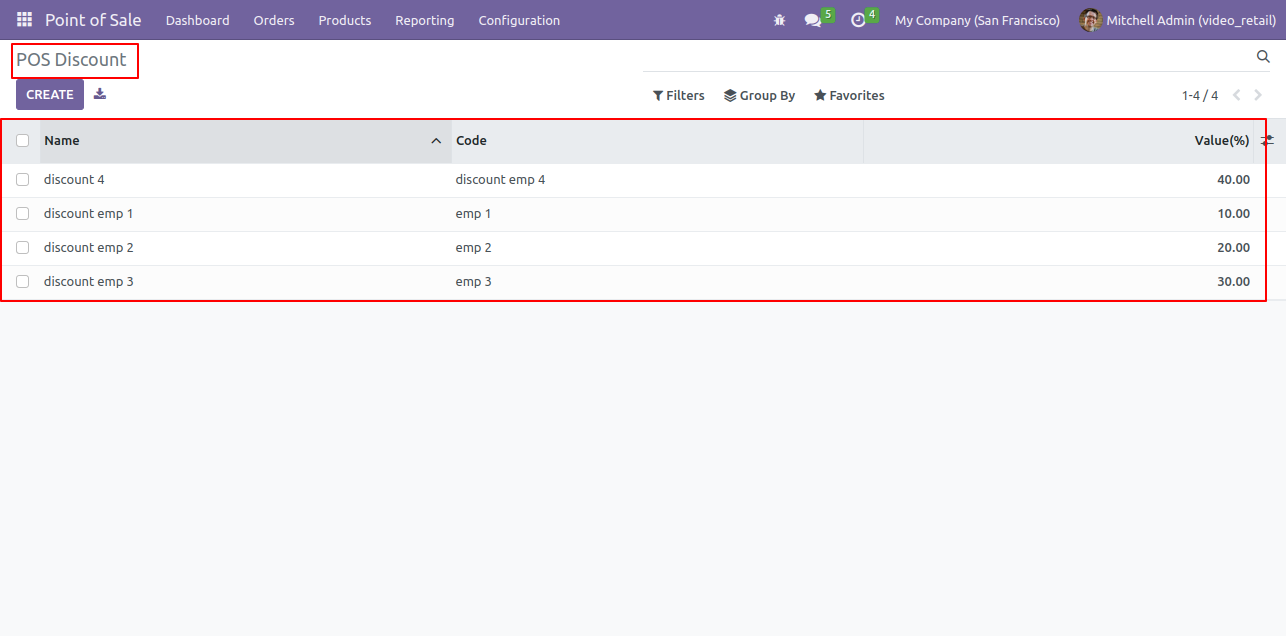 Point of Sale Dashboard Orders Products Reporting Configuration 5 4 My Company (San Francisco) Mitchell Admin (video_retail)
POS Discount
CREATE Filters Group By Favorites 1-4 / 4
Name Code Value(%)
discount 4 discount emp 4 40.00
discount emp 1 emp 1 10.00
discount emp 2 emp 2 20.00
discount emp 3 emp 3 30.00